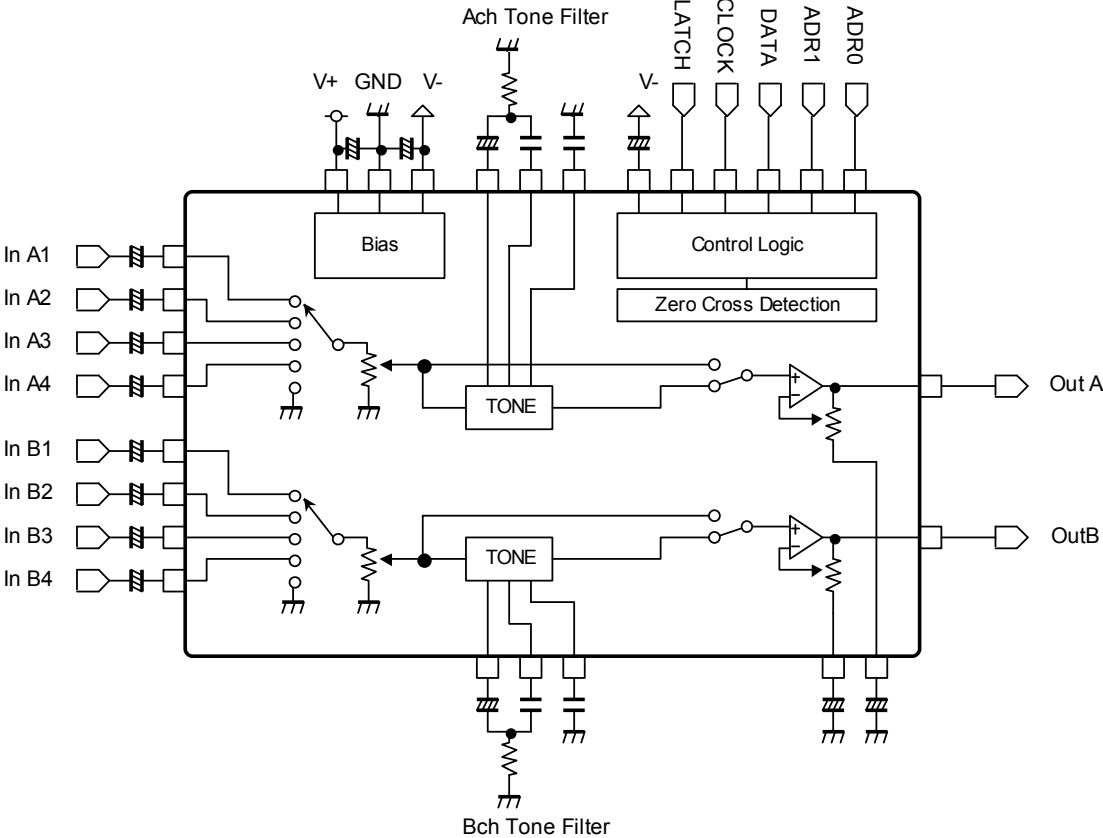 Ach Tone Filter
LATCH
CLOCK
DATA
ADR1
ADR0
V+
GND
V-
V-
Bias
Control Logic
Zero Cross Detection
In A1
In A2
In A3
In A4
TONE
+
−
Out A
In B1
In B2
In B3
In B4
TONE
+
−
OutB
Bch Tone Filter